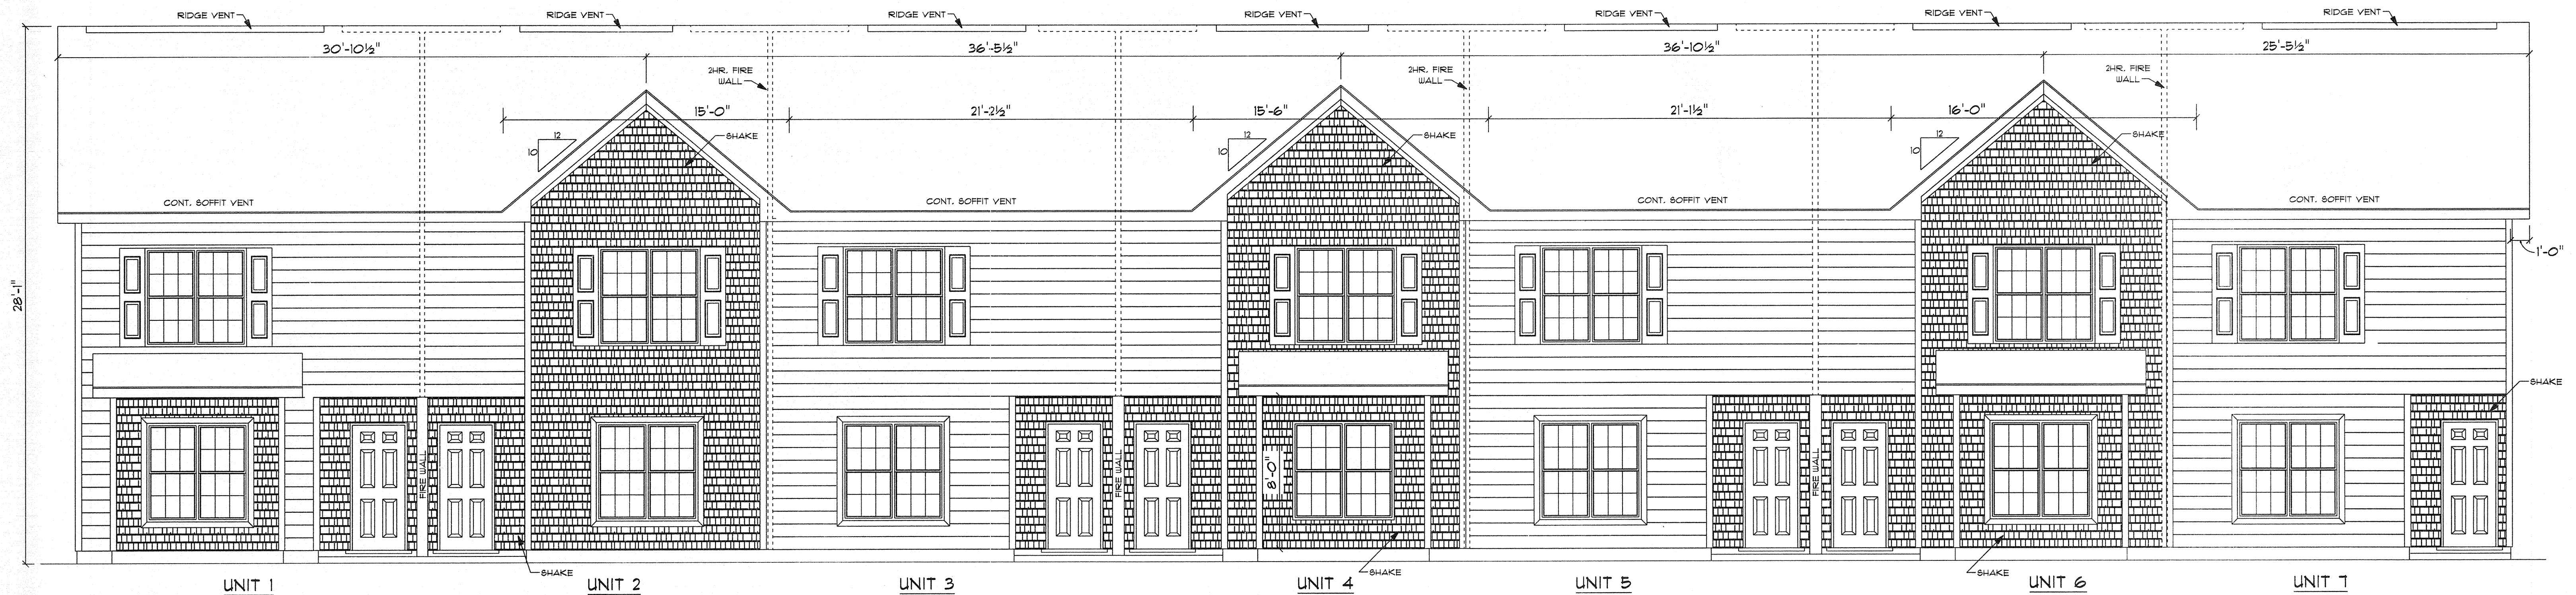 RIDGE VENT
RIDGE VENT
RIDGE VENT
RIDGE VENT
RIDGE VENT
RIDGE VENT
RIDGE VENT
30'-10½"
36'-5½"
36'-10½"
25'-5½"
2HR. FIRE
WALL
2HR. FIRE
WALL
2HR. FIRE
WALL
15'-0"
21'-2½"
15'-6"
21'-1½"
16'-0"
12
10
SHAKE
12
10
SHAKE
12
10
SHAKE
CONT. SOFFIT VENT
CONT. SOFFIT VENT
CONT. SOFFIT VENT
CONT. SOFFIT VENT
1'-0"
28'-1"
SHAKE
FIRE WALL
FIRE WALL
8'-0"
FIRE WALL
SHAKE
SHAKE
SHAKE
UNIT 1
UNIT 2
UNIT 3
UNIT 4
UNIT 5
UNIT 6
UNIT 7